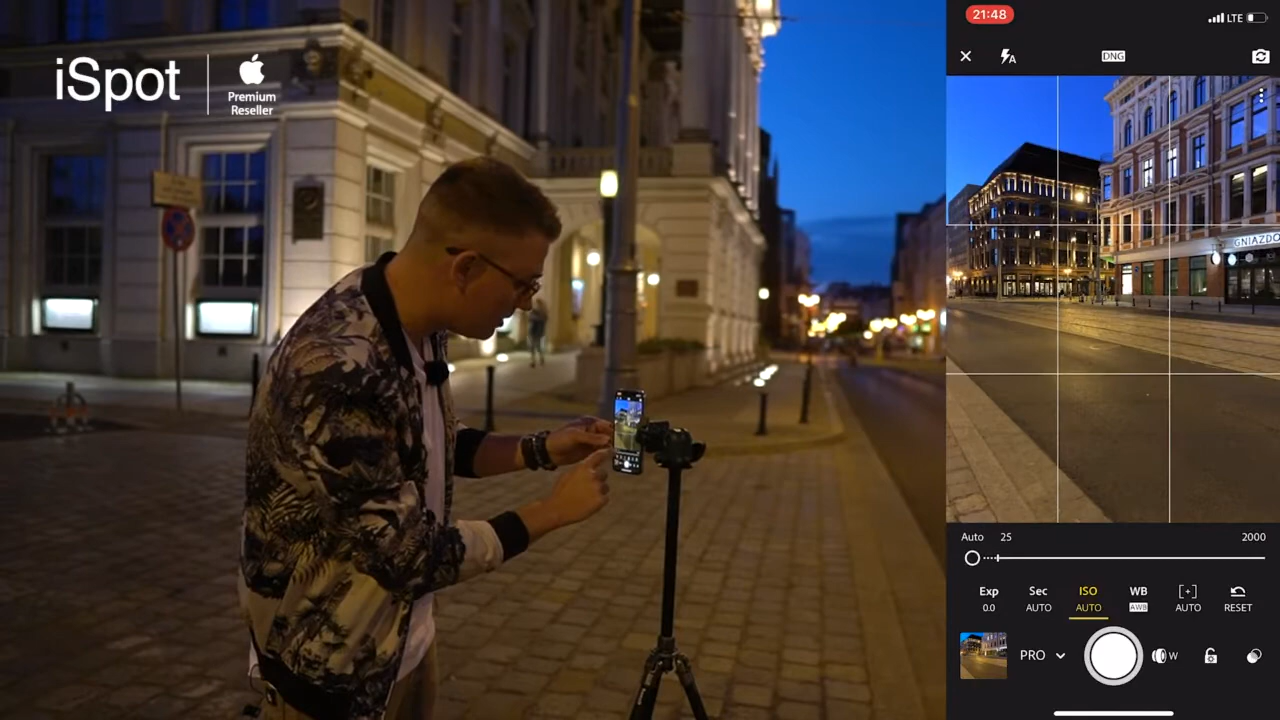 iSpot
Premium
Reseller
21:48
LTE
A
DNG
GNIAZDO
Auto 25 2000
Exp Sec ISO WB [+]
0.0 AUTO AUTO AWB AUTO RESET
PRO W